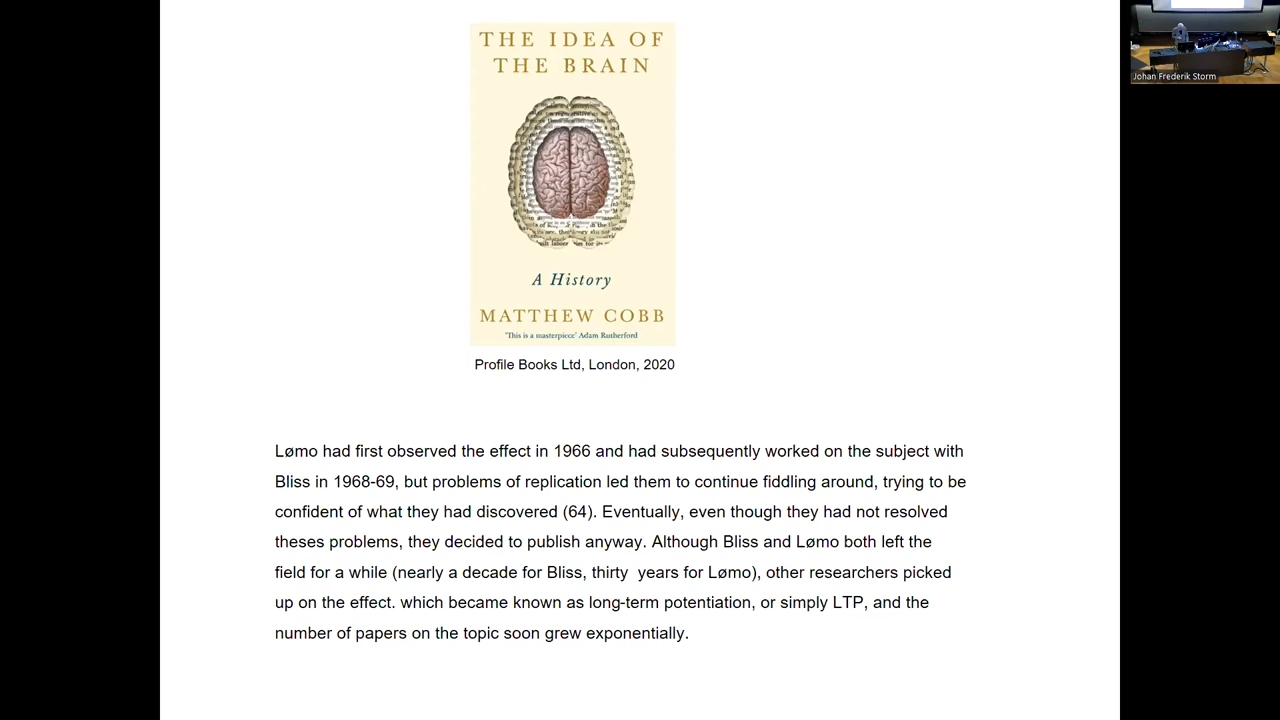 THE IDEA OF
THE BRAIN
A History
MATTHEW COBB
'This is a masterpiece' Adam Rutherford
Profile Books Ltd, London, 2020
Johan Frederik Storm
Lømo had first observed the effect in 1966 and had subsequently worked on the subject with
Bliss in 1968-69, but problems of replication led them to continue fiddling around, trying to be
confident of what they had discovered (64). Eventually, even though they had not resolved
theses problems, they decided to publish anyway. Although Bliss and Lømo both left the
field for a while (nearly a decade for Bliss, thirty  years for Lømo), other researchers picked
up on the effect. which became known as long-term potentiation, or simply LTP, and the
number of papers on the topic soon grew exponentially.